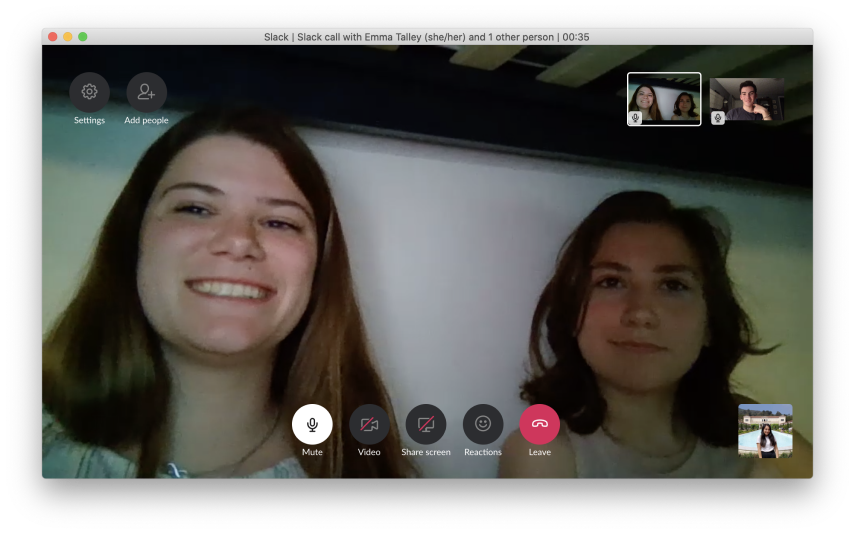 Slack | Slack call with Emma Talley (she/her) and 1 other person | 00:35
Settings
Add people
Mute
Video
Share screen
Reactions
Leave